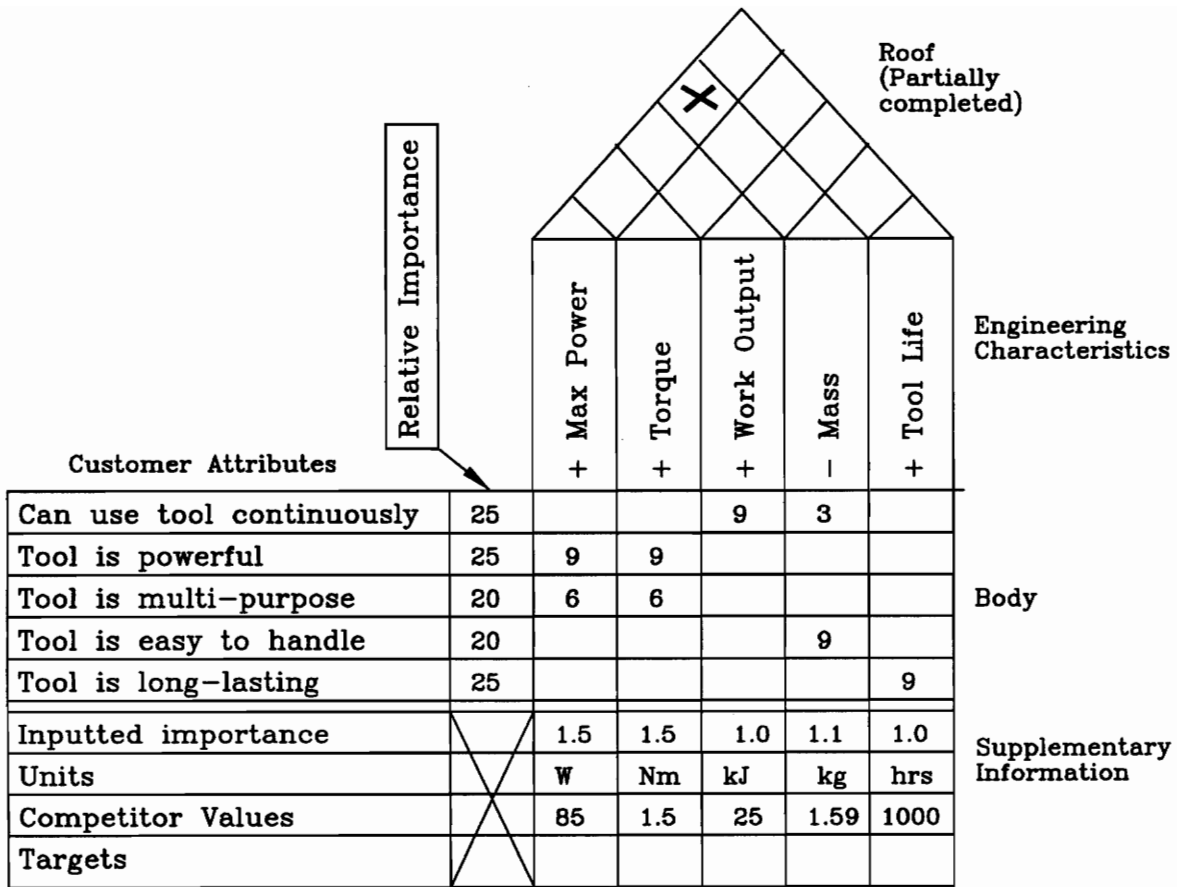 Roof
(Partially
completed)
Relative Importance
+ Max Power
+ Torque
+ Work Output
- Mass
+ Tool Life
Engineering
Characteristics
Customer Attributes
Can use tool continuously 25 9 3
Tool is powerful 25 9 9
Tool is multi-purpose 20 6 6
Body
Tool is easy to handle 20 9
Tool is long-lasting 25 9
Inputted importance 1.5 1.5 1.0 1.1 1.0
Supplementary
Information
Units W Nm kJ kg hrs
Competitor Values 85 1.5 25 1.59 1000
Targets